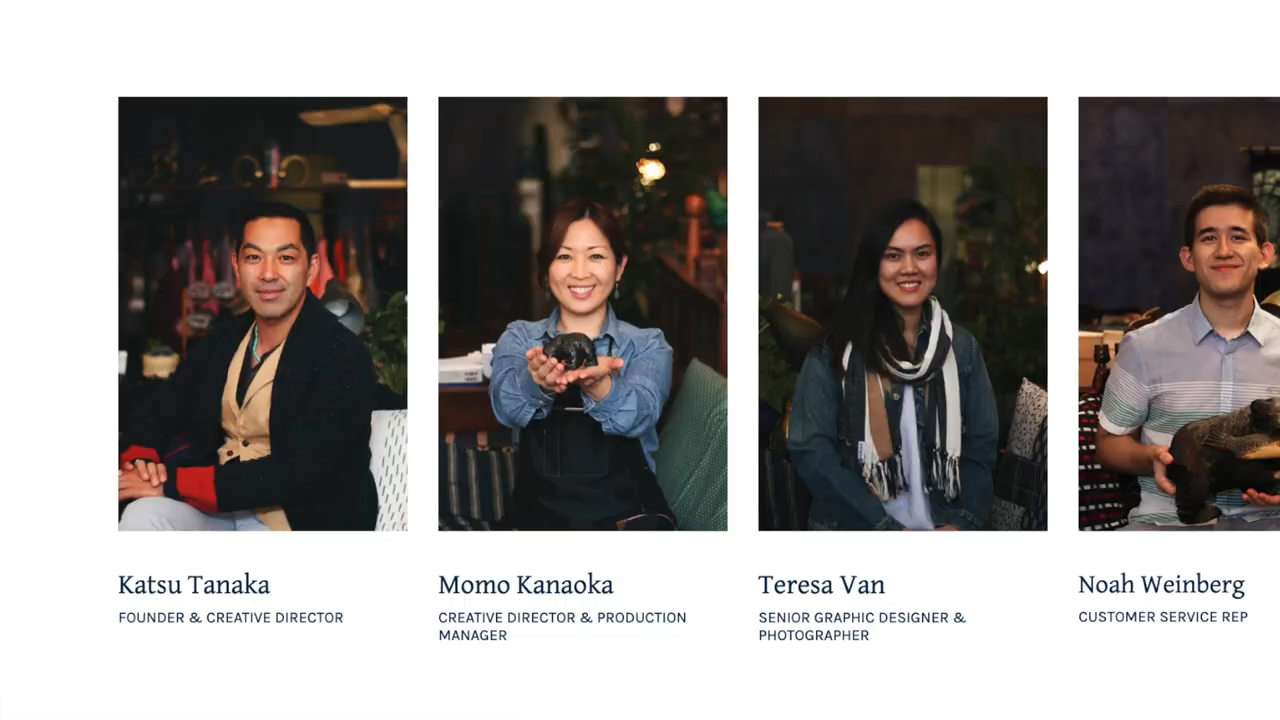 Katsu Tanaka
FOUNDER & CREATIVE DIRECTOR
Momo Kanaoka
CREATIVE DIRECTOR & PRODUCTION
MANAGER
Teresa Van
SENIOR GRAPHIC DESIGNER &
PHOTOGRAPHER
Noah Weinberg
CUSTOMER SERVICE REP